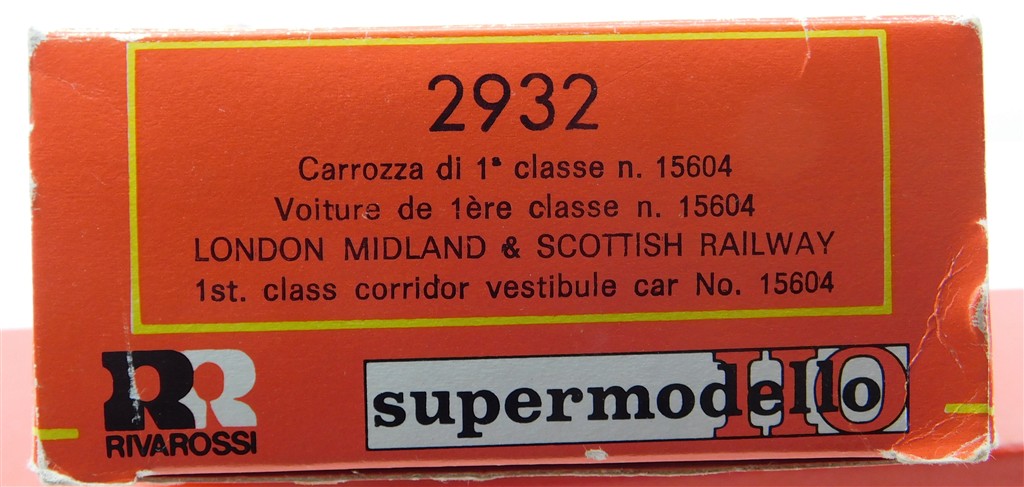 2932
Carrozza di 1ª classe n. 15604
Voiture de 1ère classe n. 15604
LONDON MIDLAND & SCOTTISH RAILWAY
1st. class corridor vestibule car No. 15604
RR
RIVAROSSI
supermodello
HO